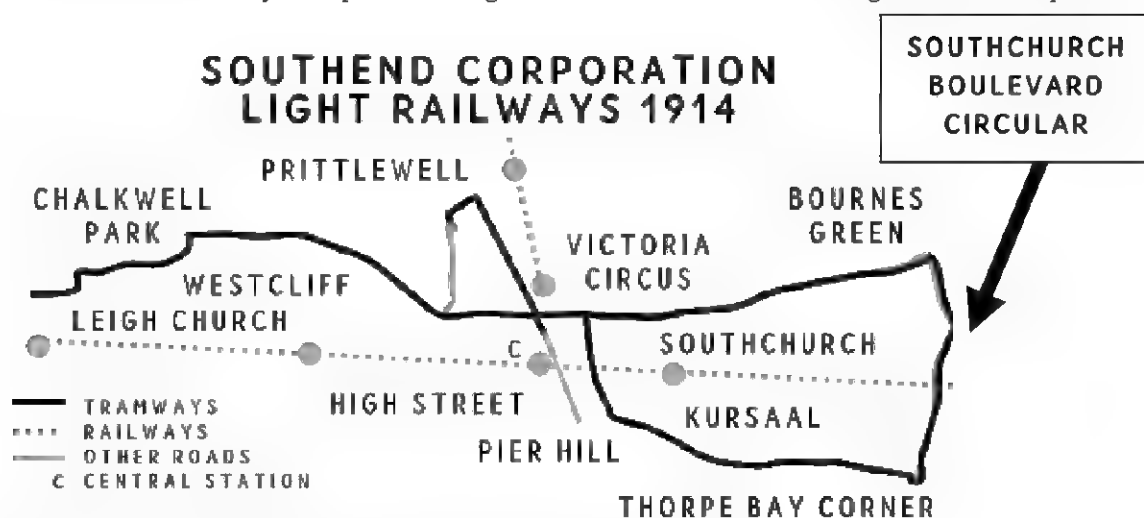 SOUTHEND CORPORATION
LIGHT RAILWAYS 1914
SOUTHCHURCH
BOULEVARD
CIRCULAR
PRITTLEWELL
CHALKWELL
PARK
BOURNES
GREEN
VICTORIA
CIRCUS
WESTCLIFF
LEIGH CHURCH
C
SOUTHCHURCH
HIGH STREET
KURSAAL
PIER HILL
THORPE BAY CORNER
TRAMWAYS
RAILWAYS
OTHER ROADS
C CENTRAL STATION